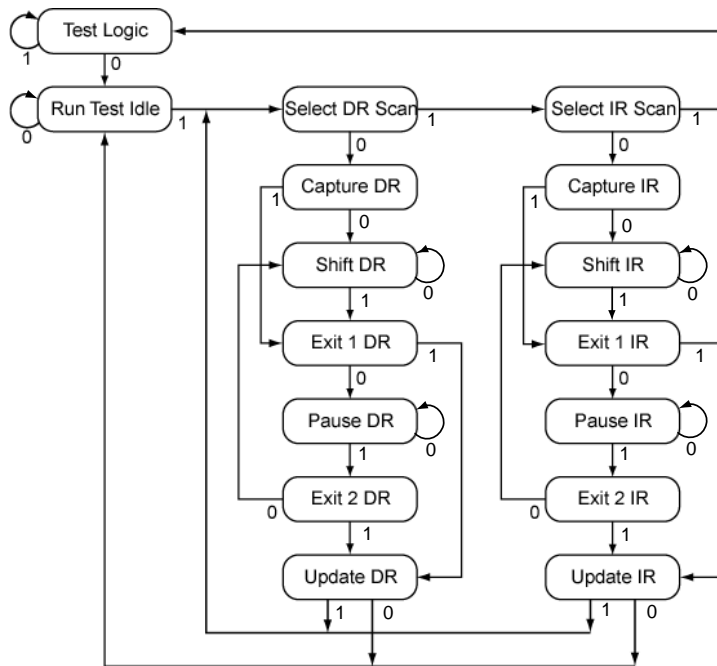 Test Logic
1
0
Run Test Idle
1
Select DR Scan
1
Select IR Scan
1
0
0
0
Capture DR
Capture IR
1
0
1
0
Shift DR
Shift IR
0
0
1
1
Exit 1 DR
1
Exit 1 IR
1
0
0
Pause DR
Pause IR
0
0
1
1
Exit 2 DR
Exit 2 IR
0
0
1
1
Update DR
Update IR
1
0
1
0